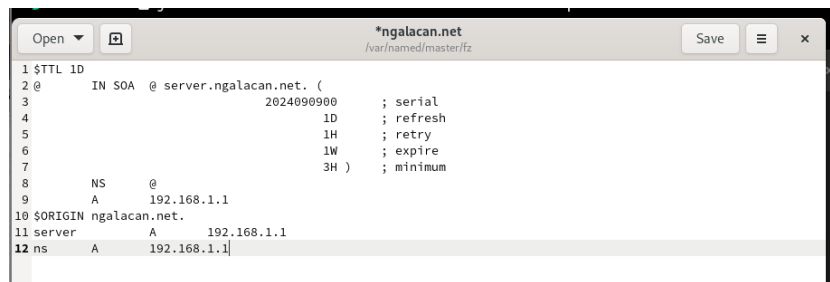 Open
*ngalacan.net
/var/named/master/fz
Save
1 $TTL 1D
2 @ IN SOA @ server.ngalacan.net. (
3 2024090900 ; serial
4 1D ; refresh
5 1H ; retry
6 1W ; expire
7 3H ) ; minimum
8 NS @
9 A 192.168.1.1
10 $ORIGIN ngalacan.net.
11 server A 192.168.1.1
12 ns A 192.168.1.1